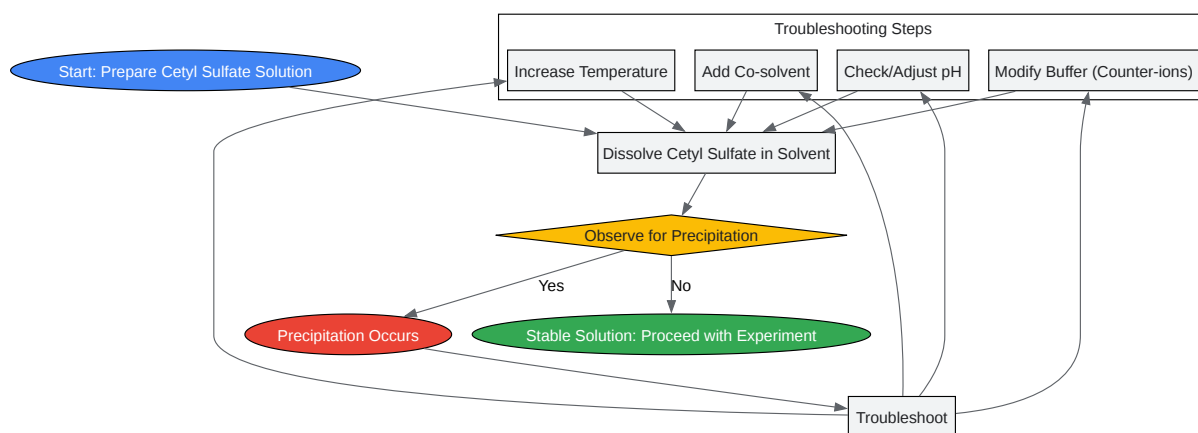 Troubleshooting Steps
Start: Prepare Cetyl Sulfate Solution
Increase Temperature
Add Co-solvent
Check/Adjust pH
Modify Buffer (Counter-ions)
Dissolve Cetyl Sulfate in Solvent
Observe for Precipitation
Yes
No
Precipitation Occurs
Stable Solution: Proceed with Experiment
Troubleshoot